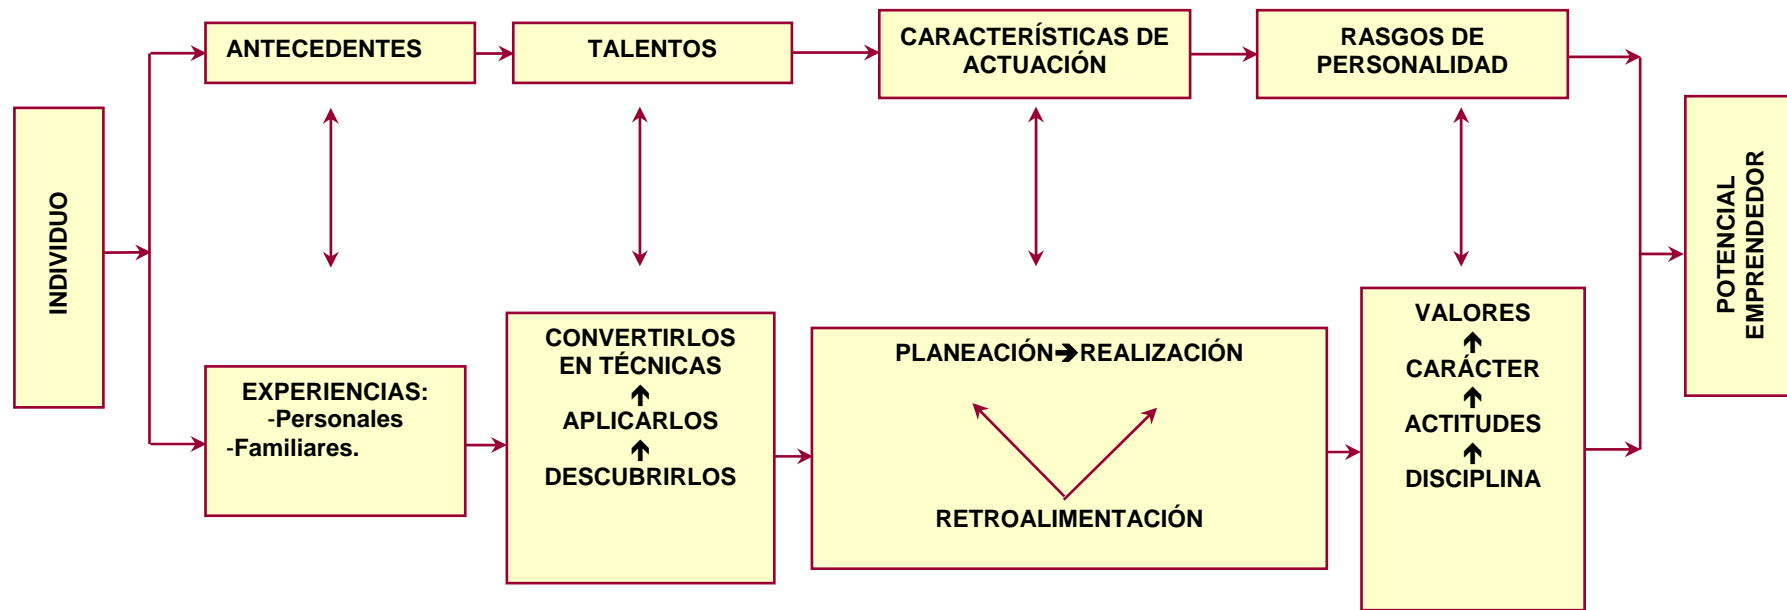 INDIVIDUO
ANTECEDENTES
TALENTOS
CARACTERÍSTICAS DE
ACTUACIÓN
RASGOS DE
PERSONALIDAD
EXPERIENCIAS:
-Personales
-Familiares.
CONVERTIRLOS
EN TÉCNICAS
APLICARLOS
DESCUBRIRLOS
PLANEACIÓN➔REALIZACIÓN
RETROALIMENTACIÓN
VALORES
CARÁCTER
ACTITUDES
DISCIPLINA
POTENCIAL
EMPRENDEDOR